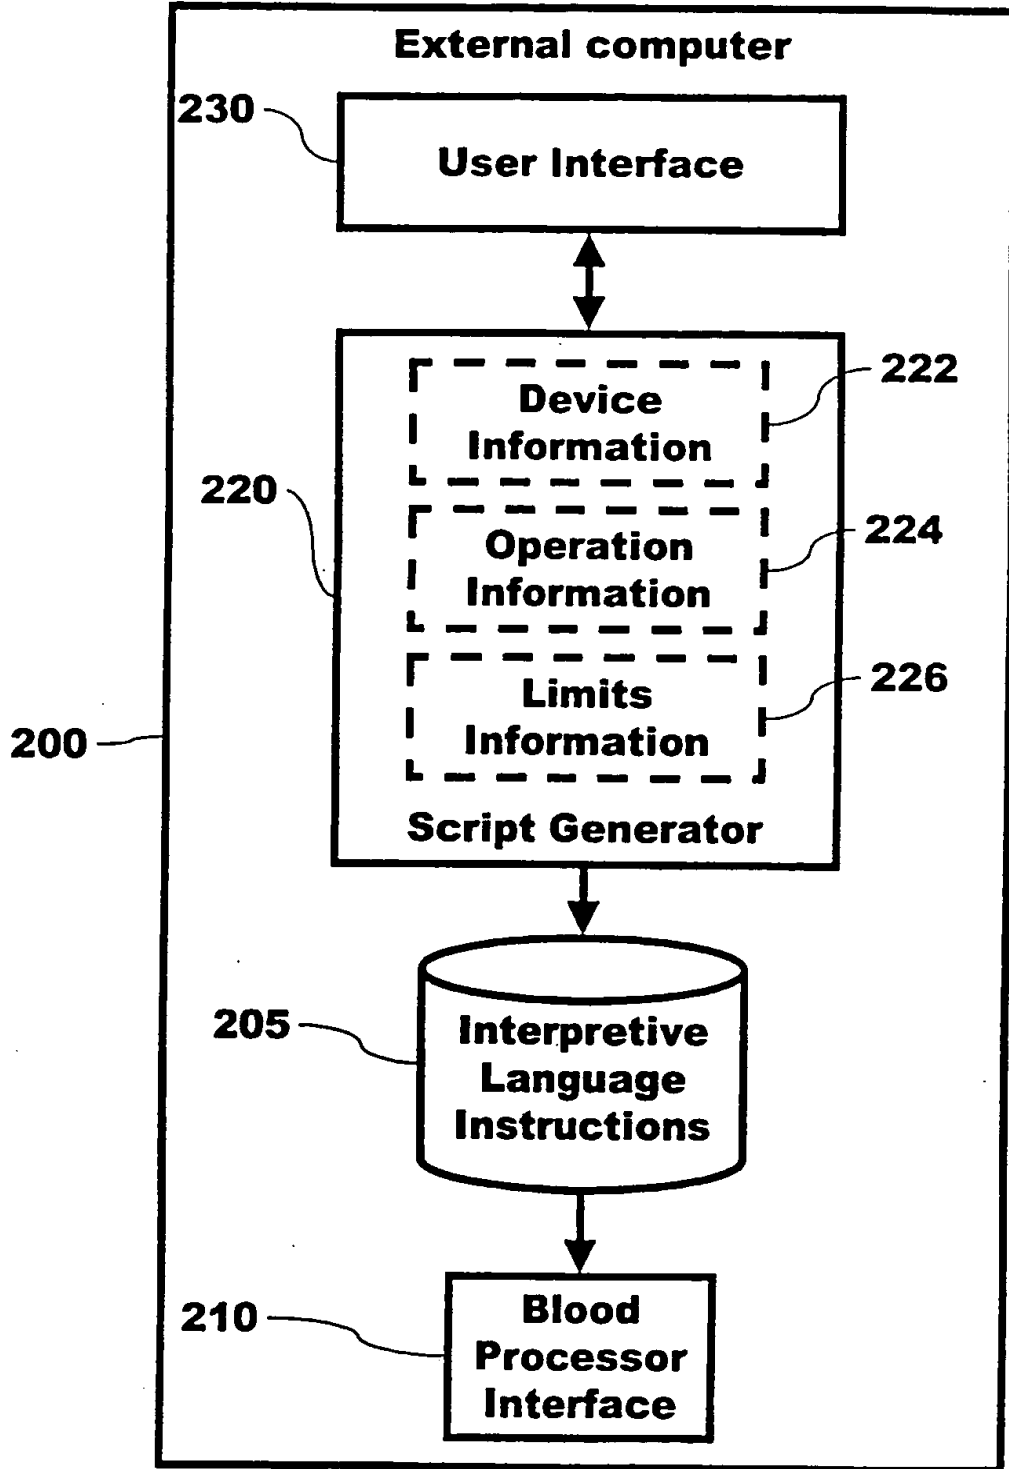 External computer
230
User Interface
222
Device
Information
220
224
Operation
Information
226
Limits
Information
200
Script Generator
205
Interpretive
Language
Instructions
210
Blood
Processor
Interface